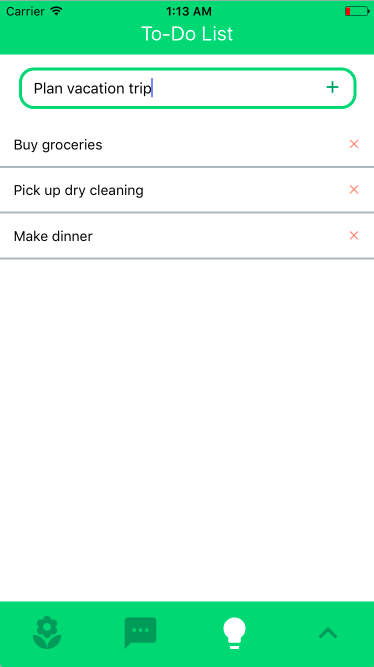 Carrier 1:13 AM
To-Do List
Plan vacation trip +
Buy groceries ×
Pick up dry cleaning ×
Make dinner ×